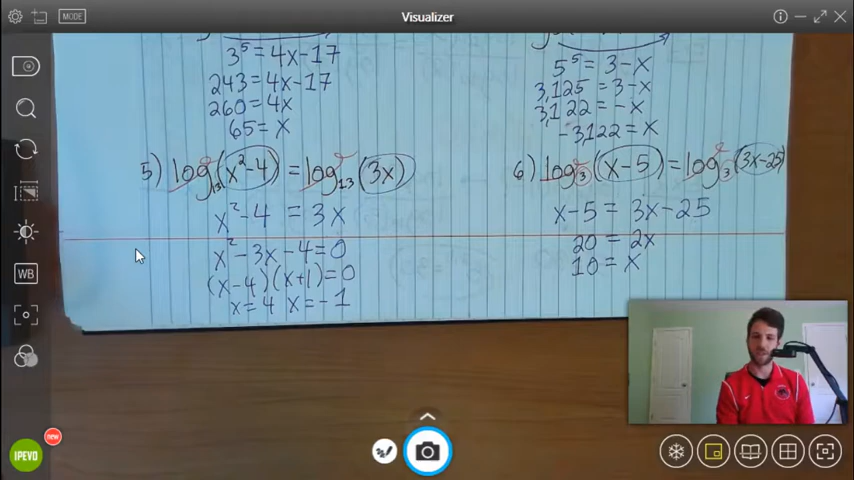 MODE
Visualizer
3⁵ = 4x-17
243 = 4x-17
260 = 4x
65 = x
5⁵ = 3-x
3,125 = 3-x
3,122 = -x
-3,122 = x
5) log₁₃(x²-4) = log₁₃(3x)
x²-4 = 3x
x²-3x-4=0
(x-4)(x+1)=0
x=4 x=-1
6) log₃(x-5) = log₃(3x-25)
x-5 = 3x-25
20 = 2x
10 = x
WB
new
IPEVO